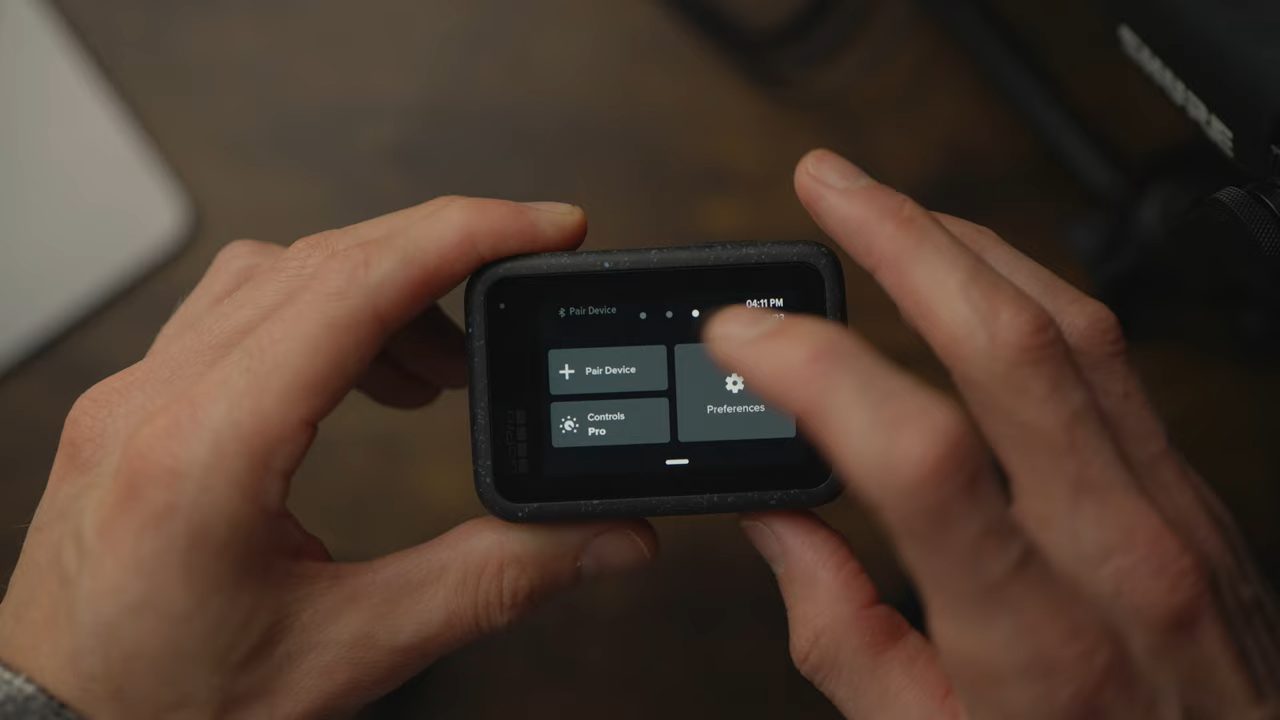 Pair Device
04:11 PM
Pair Device
Controls
Pro
Preferences